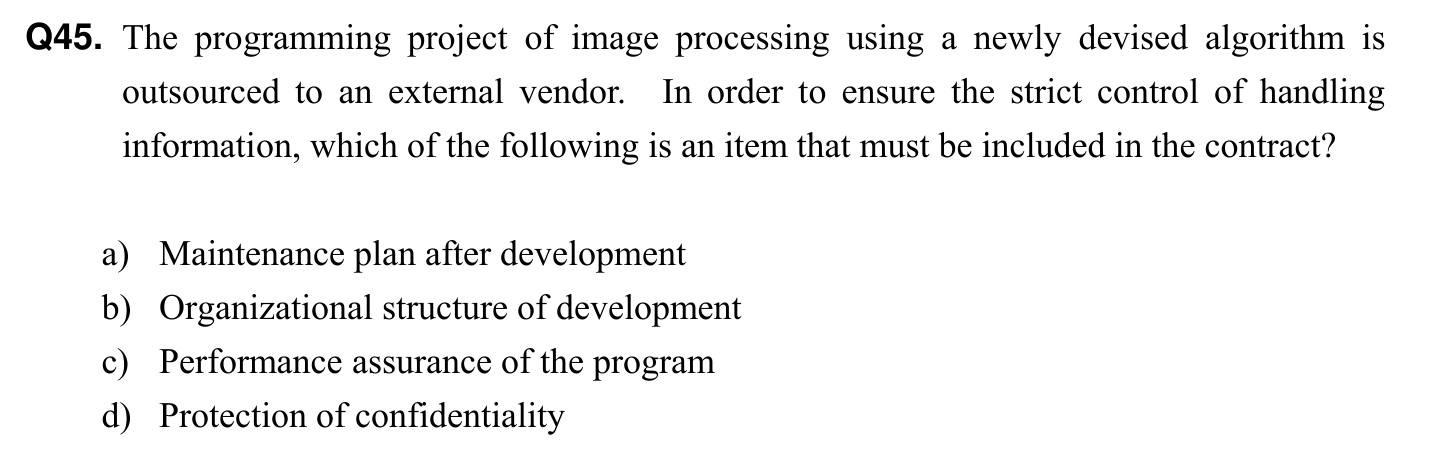 Q45. The programming project of image processing using a newly devised algorithm is
outsourced to an external vendor. In order to ensure the strict control of handling
information, which of the following is an item that must be included in the contract?
a) Maintenance plan after development
b) Organizational structure of development
c) Performance assurance of the program
d) Protection of confidentiality